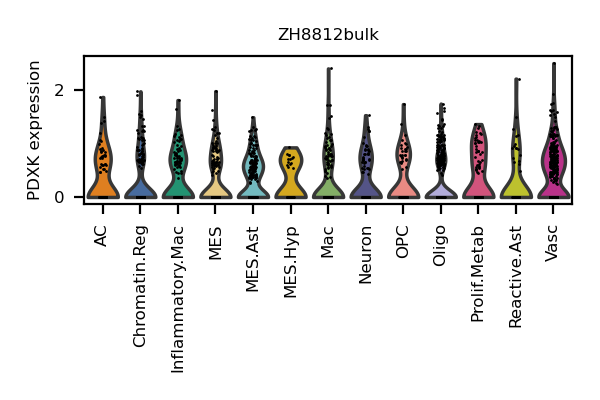 ZH8812bulk
PDXK expression
2
0
AC
Chromatin.Reg
Inflammatory.Mac
MES
MES.Ast
MES.Hyp
Mac
Neuron
OPC
Oligo
Prolif.Metab
Reactive.Ast
Vasc